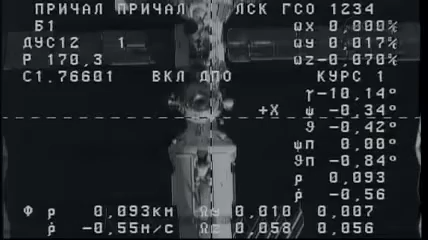 ПРИЧАЛ ПРИЧАЛ ЛСК ГСО 1234
Б1 ωX 0,000%
ДУС12 1 ωY 0,017%
Р 170,3 ωZ-0,070%
С1.76601 ВКЛ ДПО КУРС 1
γ-10,14°
+X ψ -0,34°
ϑ -0,42°
ψП 0,00°
ϑП -0,84°
ρ 0,093
ρ̇ -0,56
Ф ρ 0,093КМ Ω 0,010 0,007
ρ̇ -0,55М/С Ω 0,058 0,056